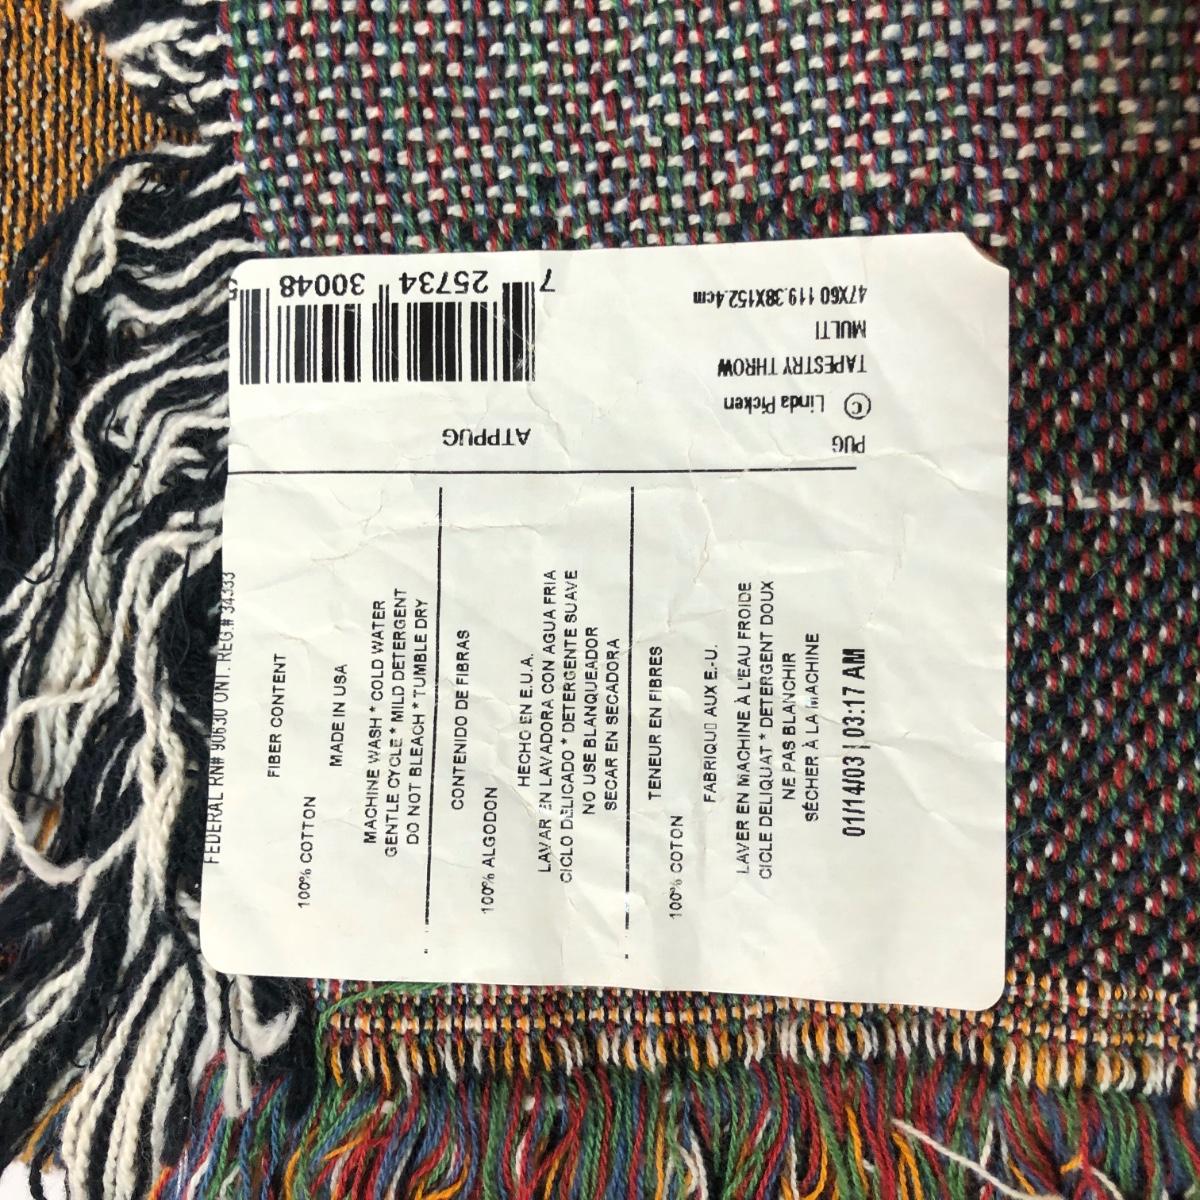 PUG
© Linda Picken
TAPESTRY THROW
MULTI
47X60 119.38X152.4cm
ATPPUG
7 25734 30048 5
FEDERAL RN# 90630 ONT. REG.# 34333
FIBER CONTENT
100% COTTON
MADE IN USA
MACHINE WASH * COLD WATER
GENTLE CYCLE * MILD DETERGENT
DO NOT BLEACH * TUMBLE DRY
CONTENIDO DE FIBRAS
100% ALGODON
HECHO EN E.U.A.
LAVAR EN LAVADORA CON AGUA FRIA
CICLO DELICADO * DETERGENTE SUAVE
NO USE BLANQUEADOR
SECAR EN SECADORA
TENEUR EN FIBRES
100% COTON
FABRIQU▯ AUX E.-U.
LAVER EN MACHINE À L'EAU FROIDE
CICLE DELIQUAT * DETERGENT DOUX
NE PAS BLANCHIR
SÉCHER À LA MACHINE
01/14/03 | 03:17 AM